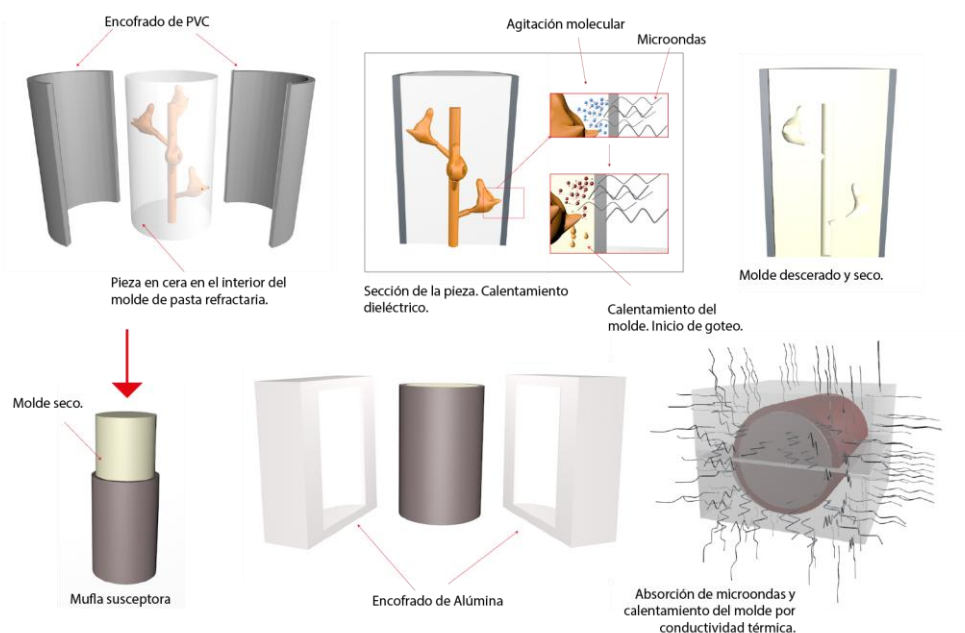 Encofrado de PVC
Agitación molecular
Microondas
Pieza en cera en el interior del
molde de pasta refractaria.
Sección de la pieza. Calentamiento
dieléctrico.
Calentamiento del
molde. Inicio de goteo.
Molde descerado y seco.
Molde seco.
Mufla susceptora
Encofrado de Alúmina
Absorción de microondas y
calentamiento del molde por
conductividad térmica.